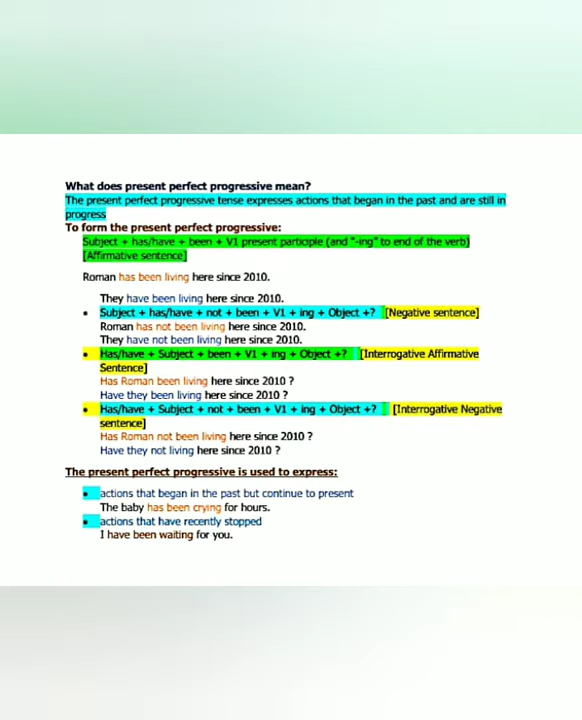 What does present perfect progressive mean?
The present perfect progressive tense expresses actions that began in the past and are still in
progress
To form the present perfect progressive:
Subject + has/have + been + V1 present participle (and "-ing" to end of the verb)
[Affirmative sentence]
Roman has been living here since 2010.
They have been living here since 2010.
• Subject + has/have + not + been + V1 + ing + Object +? [Negative sentence]
Roman has not been living here since 2010.
They have not been living here since 2010.
• Has/have + Subject + been + V1 + ing + Object +? [Interrogative Affirmative
Sentence]
Has Roman been living here since 2010 ?
Have they been living here since 2010 ?
• Has/have + Subject + not + been + V1 + ing + Object +? [Interrogative Negative
sentence]
Has Roman not been living here since 2010 ?
Have they not living here since 2010 ?
The present perfect progressive is used to express:
• actions that began in the past but continue to present
The baby has been crying for hours.
• actions that have recently stopped
I have been waiting for you.